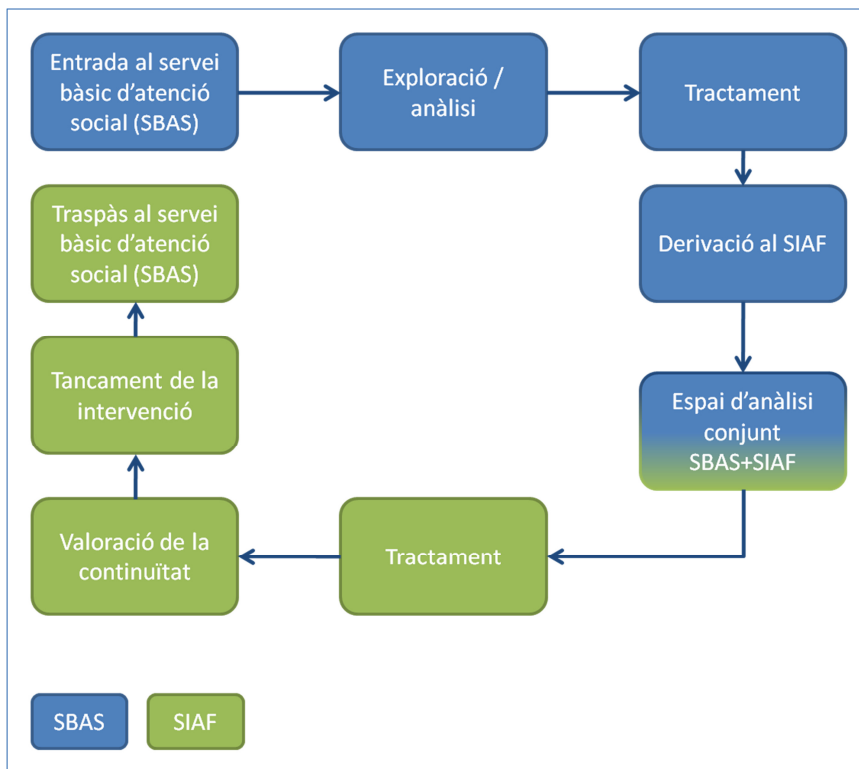 Entrada al servei
bàsic d'atenció
social (SBAS)
Exploració /
anàlisi
Tractament
Derivació al SIAF
Espai d'anàlisi
conjunt
SBAS+SIAF
Tractament
Valoració de la
continuïtat
Tancament de la
intervenció
Traspàs al servei
bàsic d'atenció
social (SBAS)
SBAS
SIAF